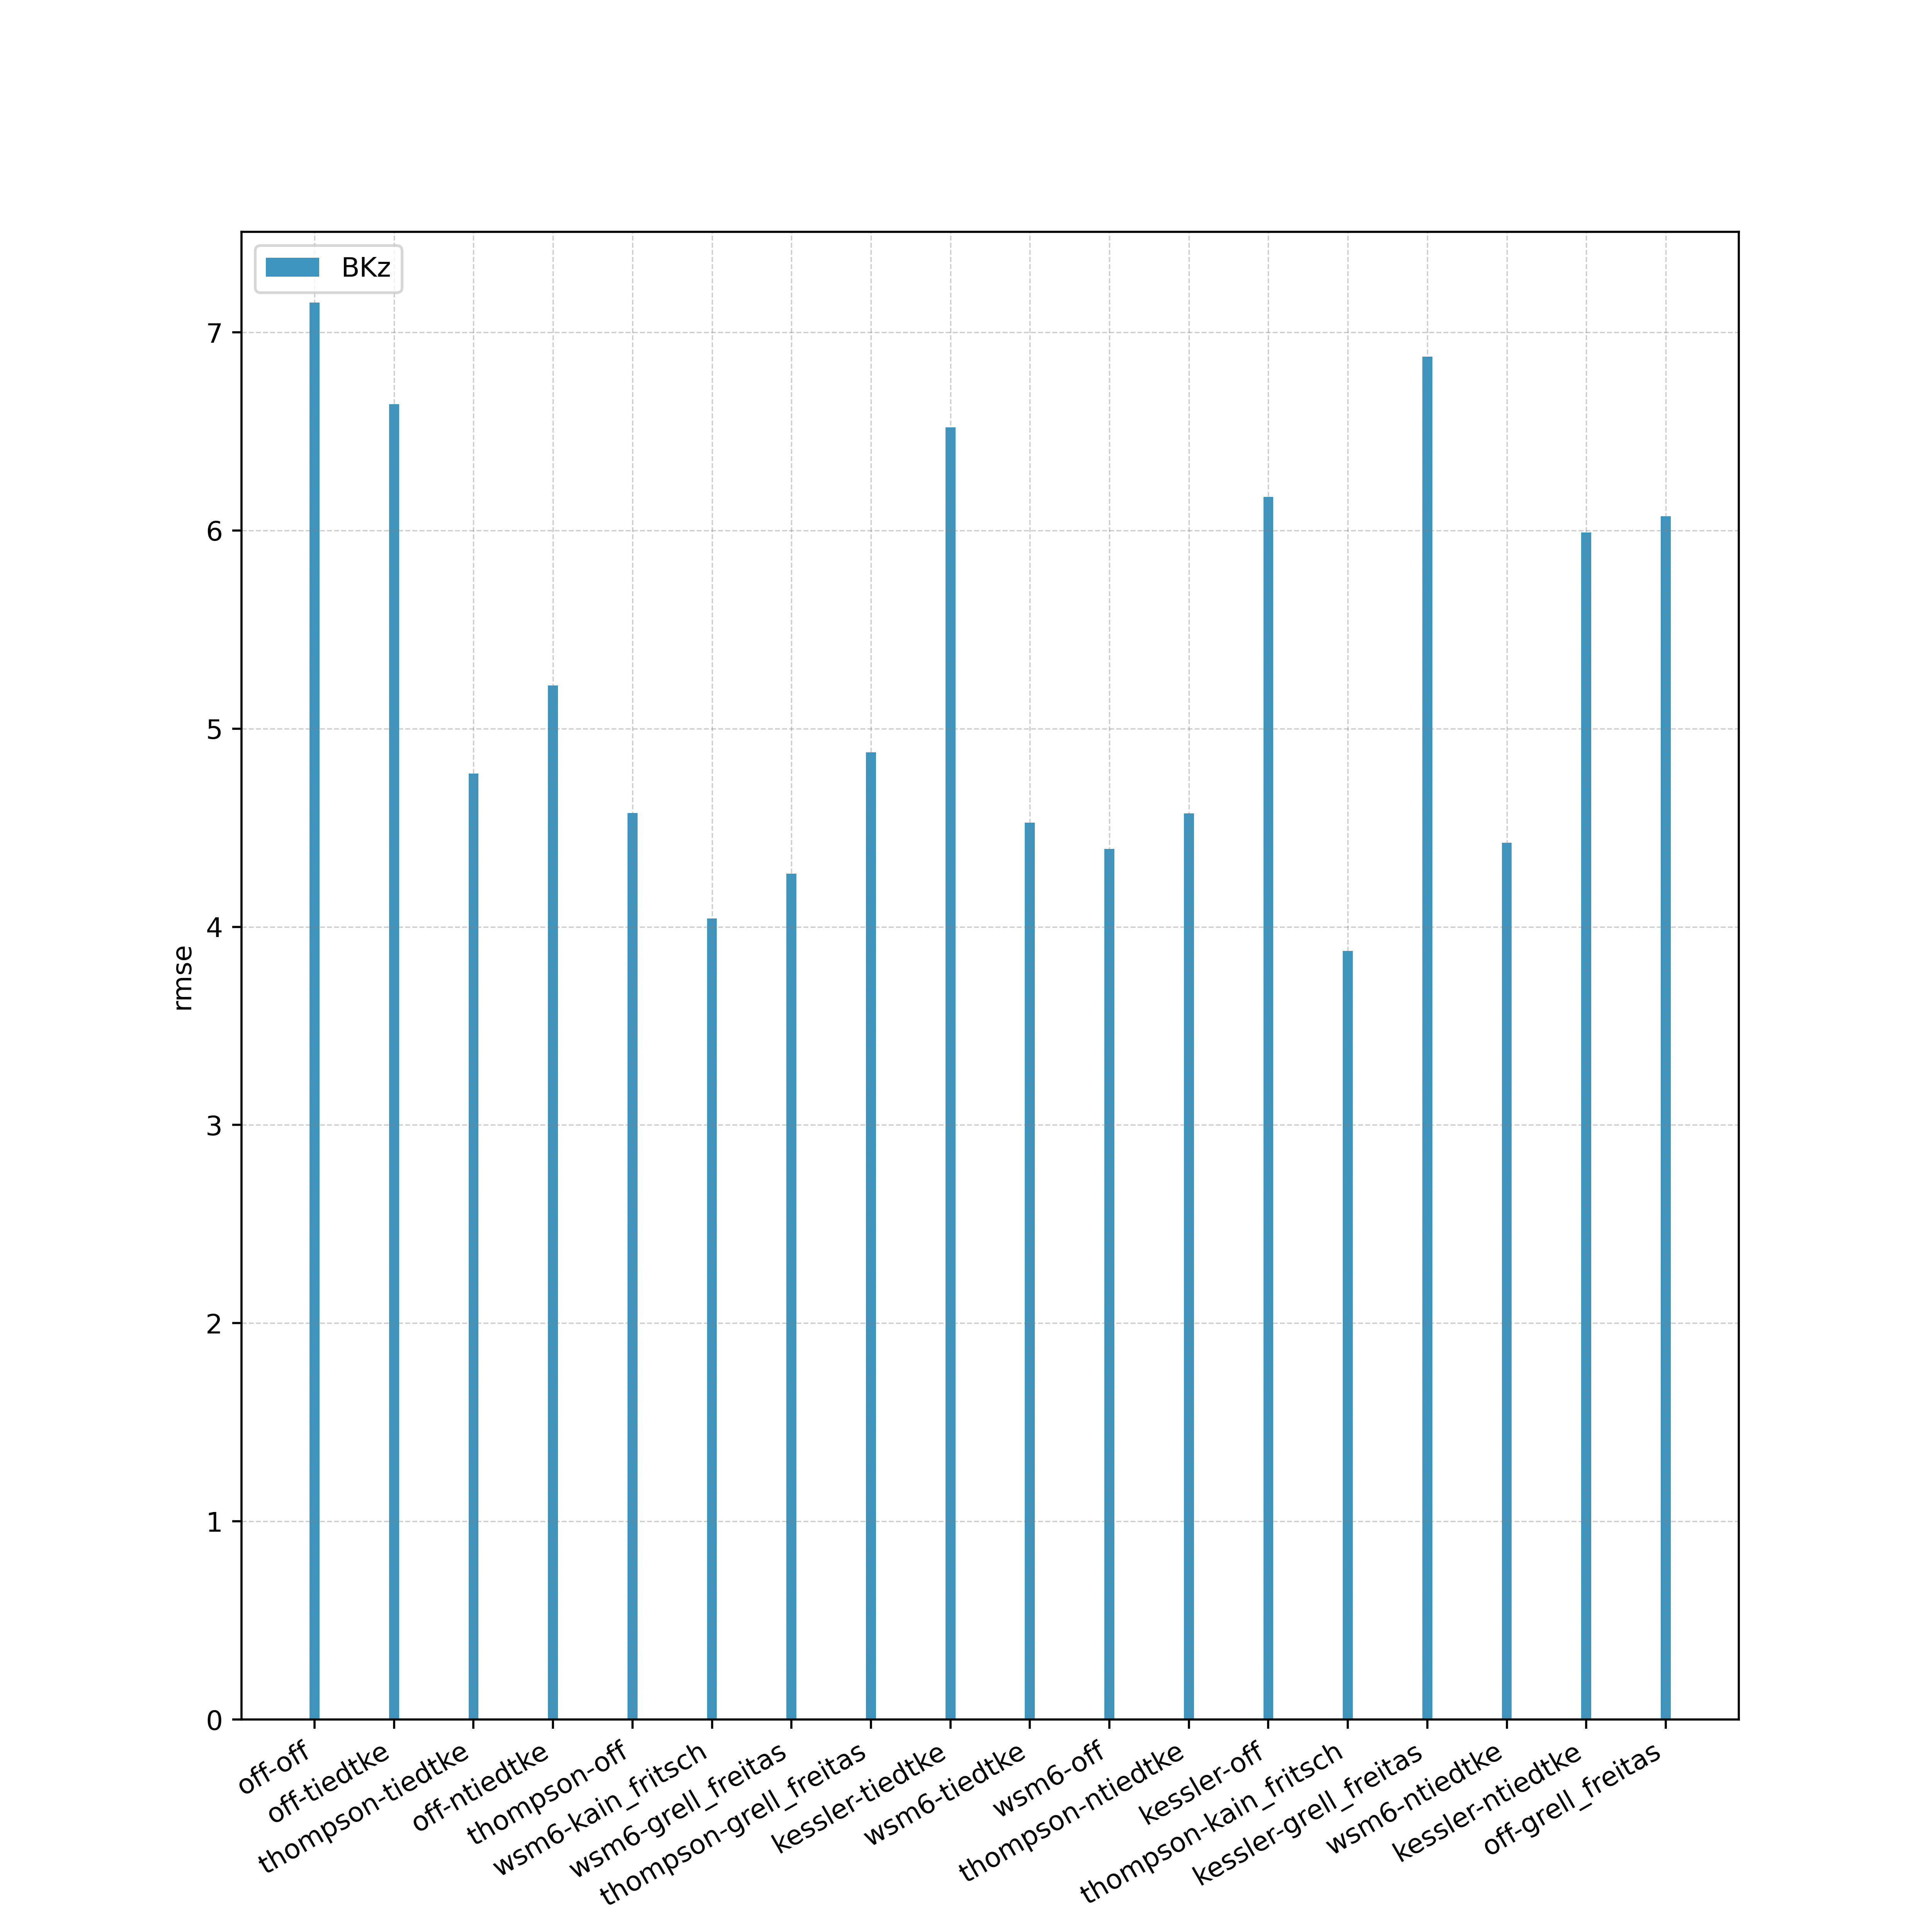 BKz
7
6
5
4
3
2
1
0
rmse
off-off
off-tiedtke
thompson-tiedtke
off-ntiedtke
thompson-off
wsm6-kain_fritsch
wsm6-grell_freitas
thompson-grell_freitas
kessler-tiedtke
wsm6-tiedtke
wsm6-off
thompson-ntiedtke
kessler-off
thompson-kain_fritsch
kessler-grell_freitas
wsm6-ntiedtke
kessler-ntiedtke
off-grell_freitas